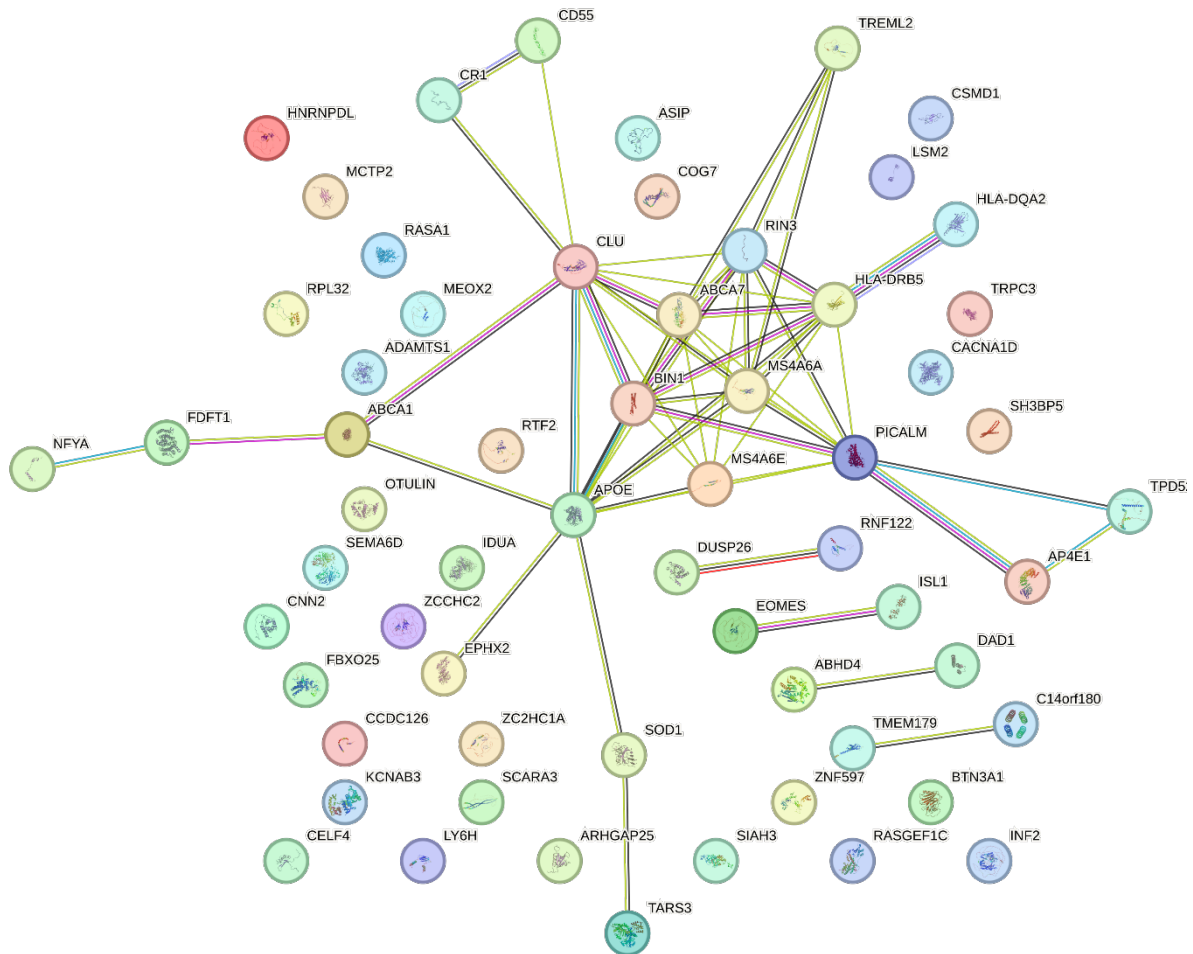 CD55
TREML2
CR1
CSMD1
HNRNPDL
ASIP
LSM2
MCTP2
COG7
HLA-DQA2
RASA1
CLU
RIN3
RPL32
MEOX2
ABCA7
HLA-DRB5
TRPC3
ADAMTS1
CACNA1D
BIN1
MS4A6A
ABCA1
SH3BP5
FDFT1
NFYA
RTF2
PICALM
MS4A6E
OTULIN
APOE
TPD52
RNF122
SEMA6D
IDUA
DUSP26
AP4E1
ISL1
CNN2
ZCCHC2
EOMES
EPHX2
DAD1
FBXO25
ABHD4
C14orf180
CCDC126
ZC2HC1A
SOD1
TMEM179
KCNAB3
SCARA3
ZNF597
BTN3A1
CELF4
LY6H
ARHGAP25
SIAH3
RASGEF1C
INF2
TARS3